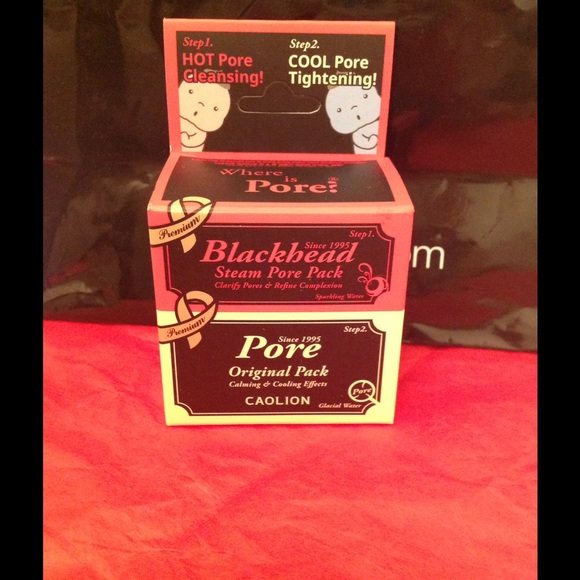 Step1.
HOT Pore
Cleansing!
Step2.
COOL Pore
Tightening!
Where
is
Pore?
Premium
Step1.
Since 1995
Blackhead
Steam Pore Pack
Clarify Pores & Refine Complexion
Sparkling Water
om
Premium
Step2.
Since 1995
Pore
Original Pack
Calming & Cooling Effects
CAOLION
Pore
Glacial Water